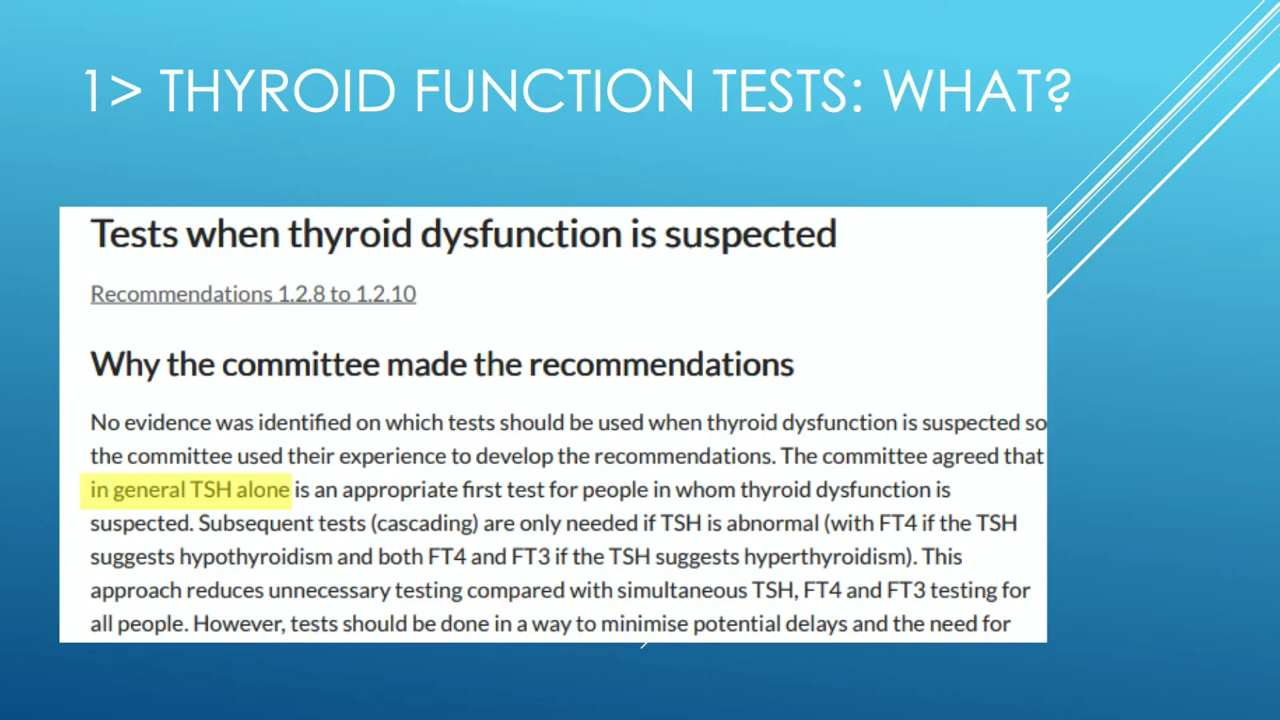 1> THYROID FUNCTION TESTS: WHAT?
Tests when thyroid dysfunction is suspected
Recommendations 1.2.8 to 1.2.10
Why the committee made the recommendations
No evidence was identified on which tests should be used when thyroid dysfunction is suspected so
the committee used their experience to develop the recommendations. The committee agreed that
in general TSH alone is an appropriate first test for people in whom thyroid dysfunction is
suspected. Subsequent tests (cascading) are only needed if TSH is abnormal (with FT4 if the TSH
suggests hypothyroidism and both FT4 and FT3 if the TSH suggests hyperthyroidism). This
approach reduces unnecessary testing compared with simultaneous TSH, FT4 and FT3 testing for
all people. However, tests should be done in a way to minimise potential delays and the need for